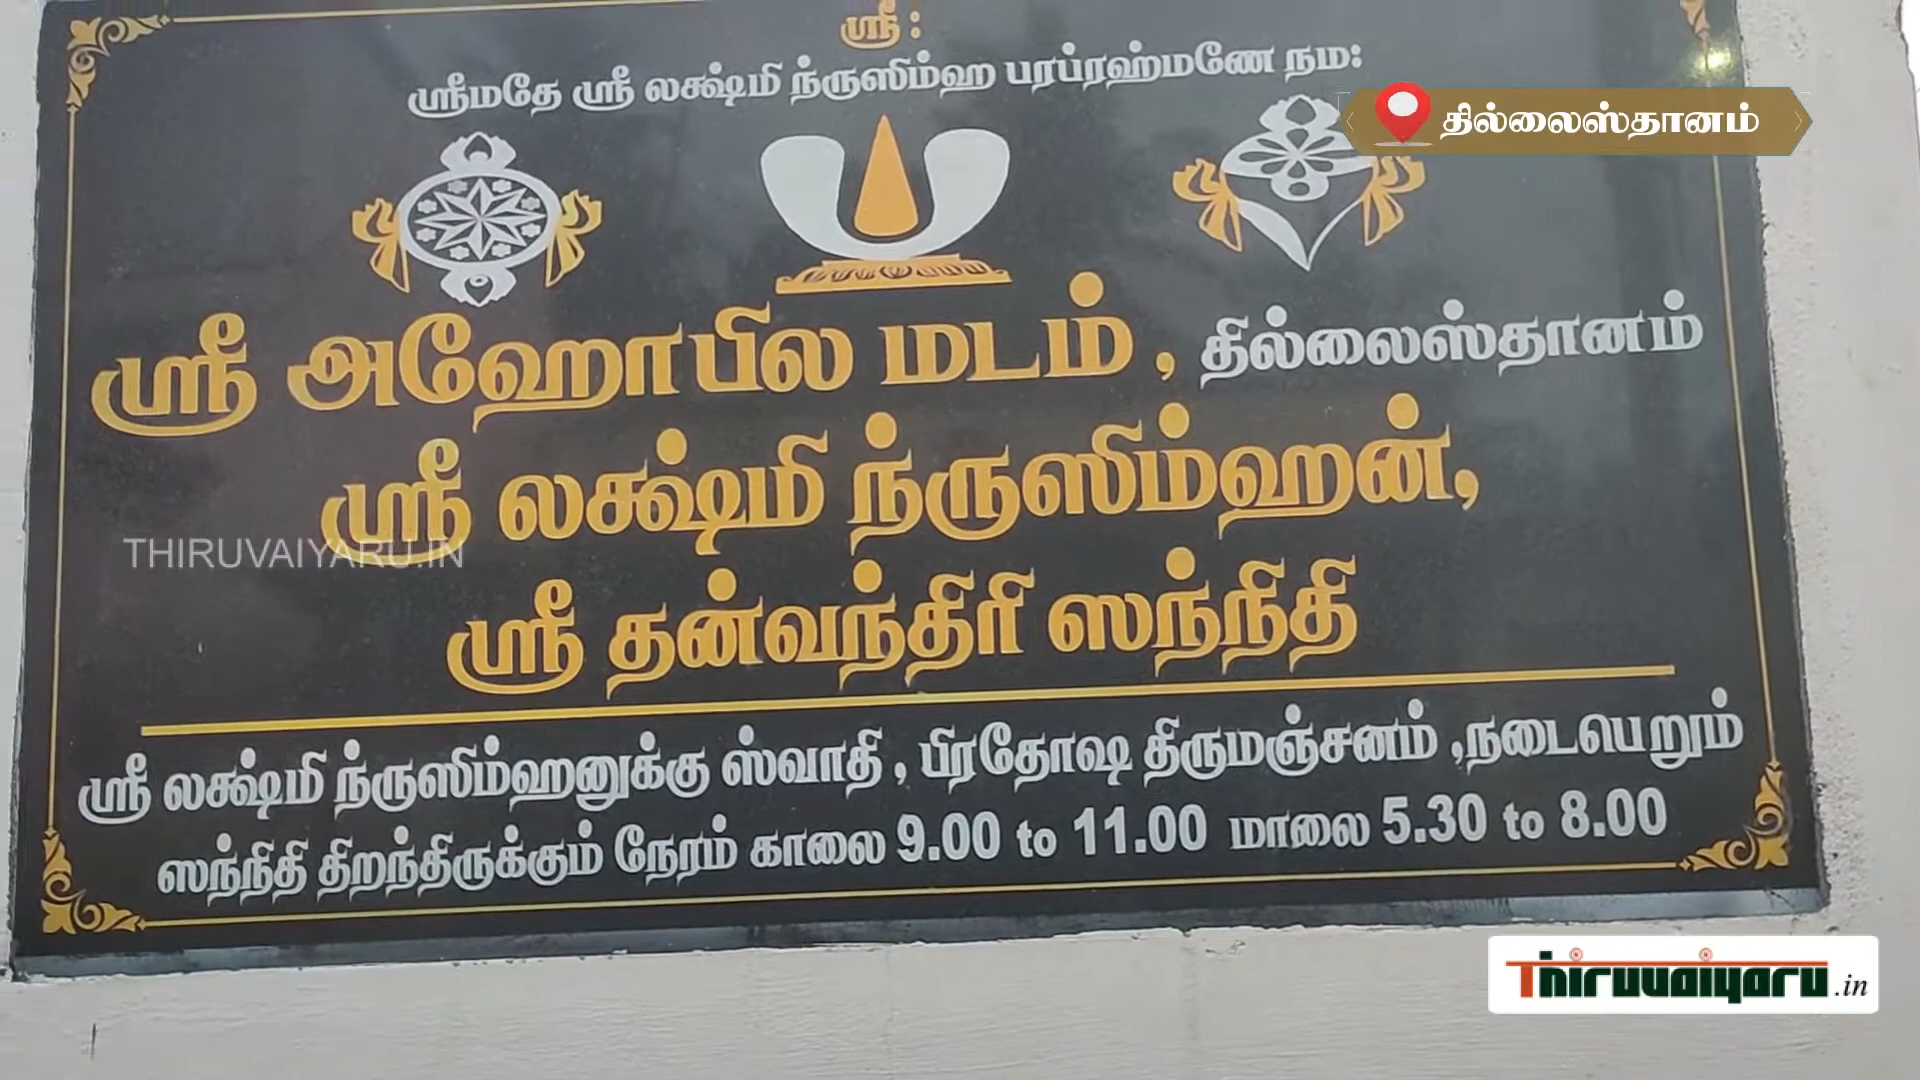 ஸ்ரீ :
ஸ்ரீமதே ஸ்ரீ லக்ஷ்மி ந்ருஸிம்ஹ பரப்ரஹ்மணே நம:
தில்லைஸ்தானம்
ஸ்ரீ அஹோபில மடம் , தில்லைஸ்தானம்
ஸ்ரீ லக்ஷ்மி ந்ருஸிம்ஹன்,
THIRUVAIYARU.IN
ஸ்ரீ தன்வந்திரி ஸந்நிதி
ஸ்ரீ லக்ஷ்மி ந்ருஸிம்ஹனுக்கு ஸ்வாதி , பிரதோஷ திருமஞ்சனம் ,நடைபெறும்
ஸந்நிதி திறந்திருக்கும் நேரம் காலை 9.00 to 11.00 மாலை 5.30 to 8.00
Thiruvaiyaru.in